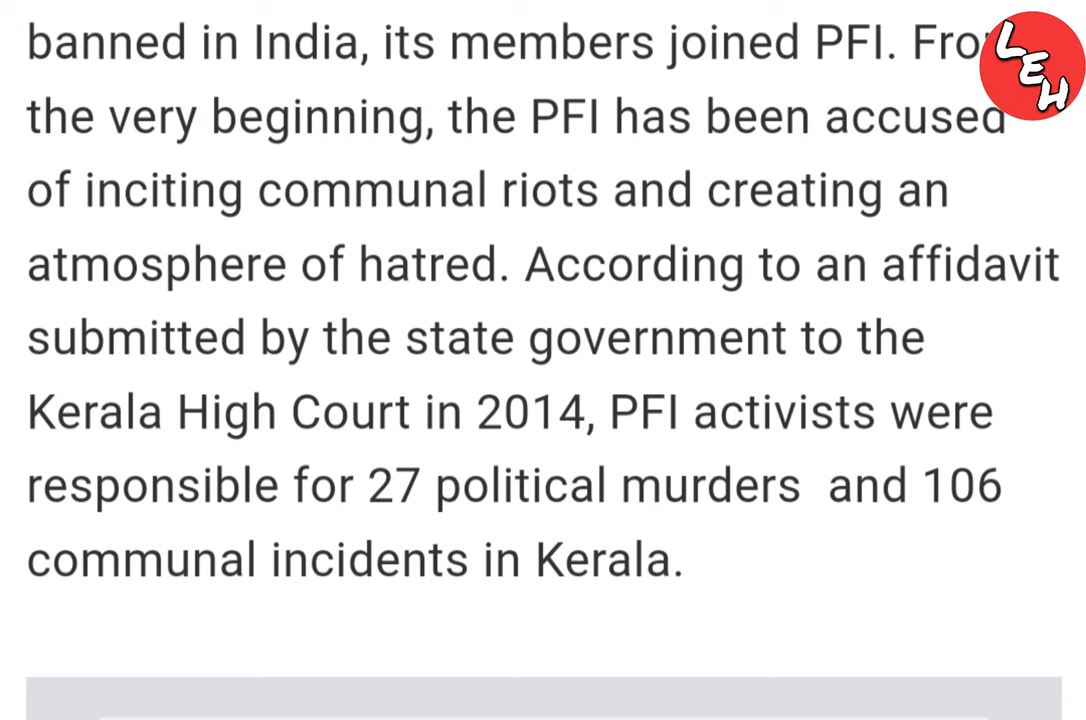 banned in India, its members joined PFI. From
the very beginning, the PFI has been accused
of inciting communal riots and creating an
atmosphere of hatred. According to an affidavit
submitted by the state government to the
Kerala High Court in 2014, PFI activists were
responsible for 27 political murders  and 106
communal incidents in Kerala.
LEH